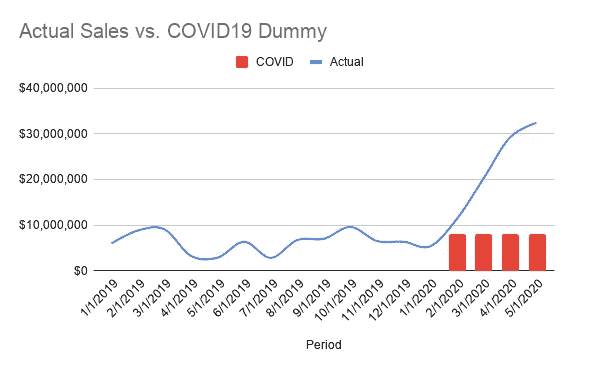 Actual Sales vs. COVID19 Dummy
COVID Actual
$40,000,000
$30,000,000
$20,000,000
$10,000,000
$0
1/1/2019 2/1/2019 3/1/2019 4/1/2019 5/1/2019 6/1/2019 7/1/2019 8/1/2019 9/1/2019 10/1/2019 11/1/2019 12/1/2019 1/1/2020 2/1/2020 3/1/2020 4/1/2020 5/1/2020
Period